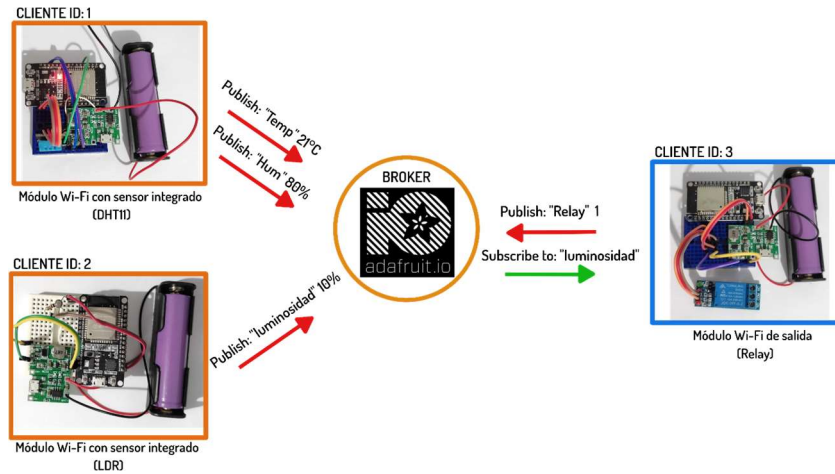 CLIENTE ID: 1
Módulo Wi-Fi con sensor integrado
(DHT11)
Publish: "Temp" 21ºC
Publish: "Hum" 80%
CLIENTE ID: 2
Módulo Wi-Fi con sensor integrado
(LDR)
Publish: "luminosidad" 10%
BROKER
adafruit.io
Publish: "Relay" 1
Subscribe to: "luminosidad"
CLIENTE ID: 3
Módulo Wi-Fi de salida
(Relay)